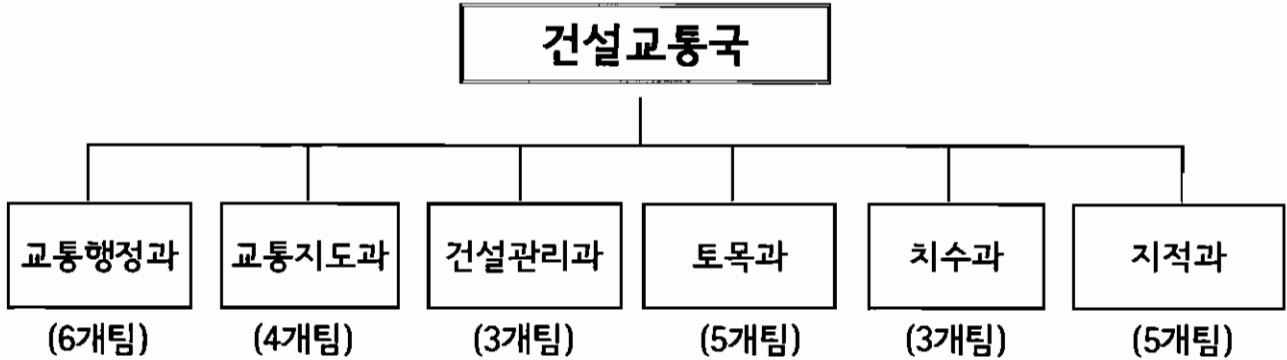 건설교통국
교통행정과 교통지도과 건설관리과 토목과 치수과 지적과
(6개팀) (4개팀) (3개팀) (5개팀) (3개팀) (5개팀)